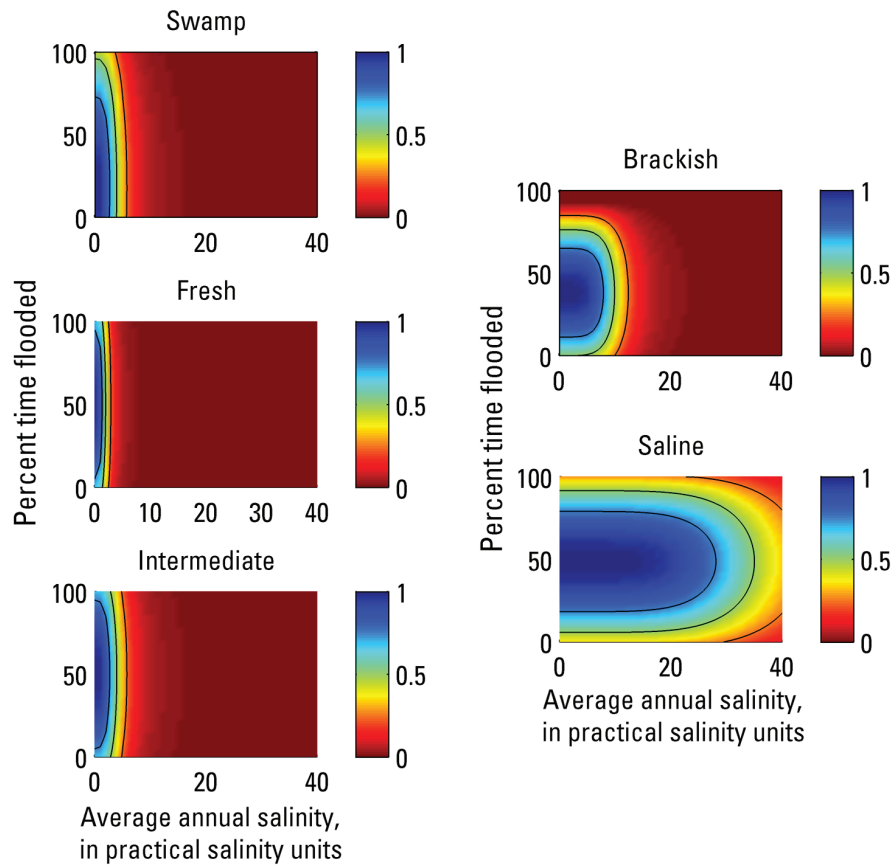 Swamp
100
50
0
0 20 40
1
0.5
0
Fresh
100
50
0
0 10 20 30 40
1
0.5
0
Intermediate
100
50
0
0 20 40
1
0.5
0
Percent time flooded
Average annual salinity,
in practical salinity units
Brackish
100
50
0
0 20 40
1
0.5
0
Saline
100
50
0
0 20 40
1
0.5
0
Percent time flooded
Average annual salinity,
in practical salinity units